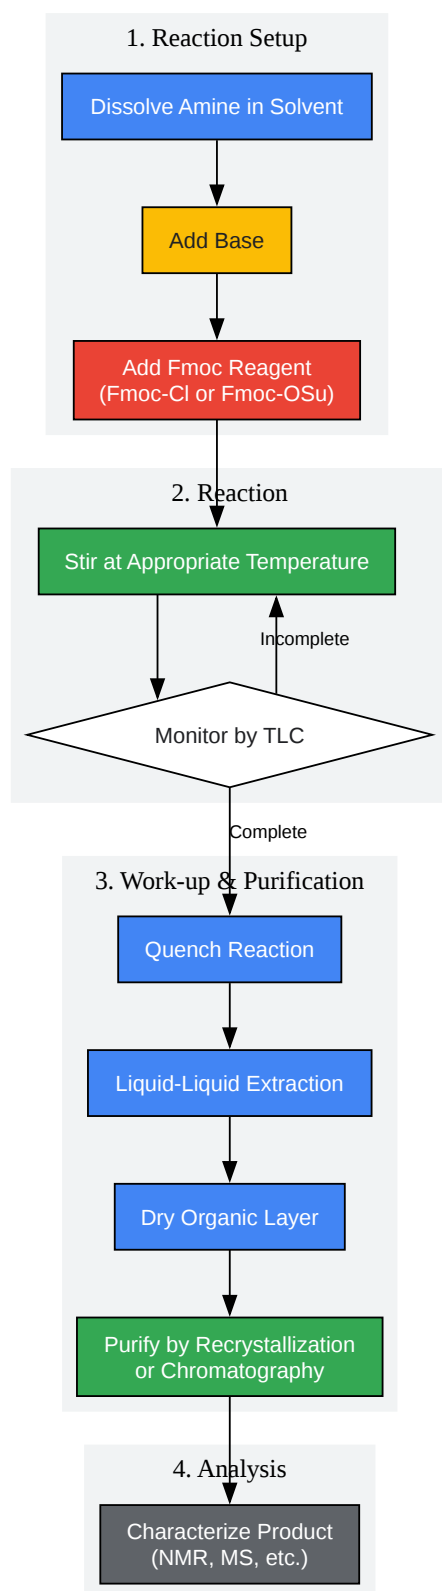 1. Reaction Setup
Dissolve Amine in Solvent
Add Base
Add Fmoc Reagent
(Fmoc-Cl or Fmoc-OSu)
2. Reaction
Stir at Appropriate Temperature
Incomplete
Monitor by TLC
Complete
3. Work-up & Purification
Quench Reaction
Liquid-Liquid Extraction
Dry Organic Layer
Purify by Recrystallization
or Chromatography
4. Analysis
Characterize Product
(NMR, MS, etc.)